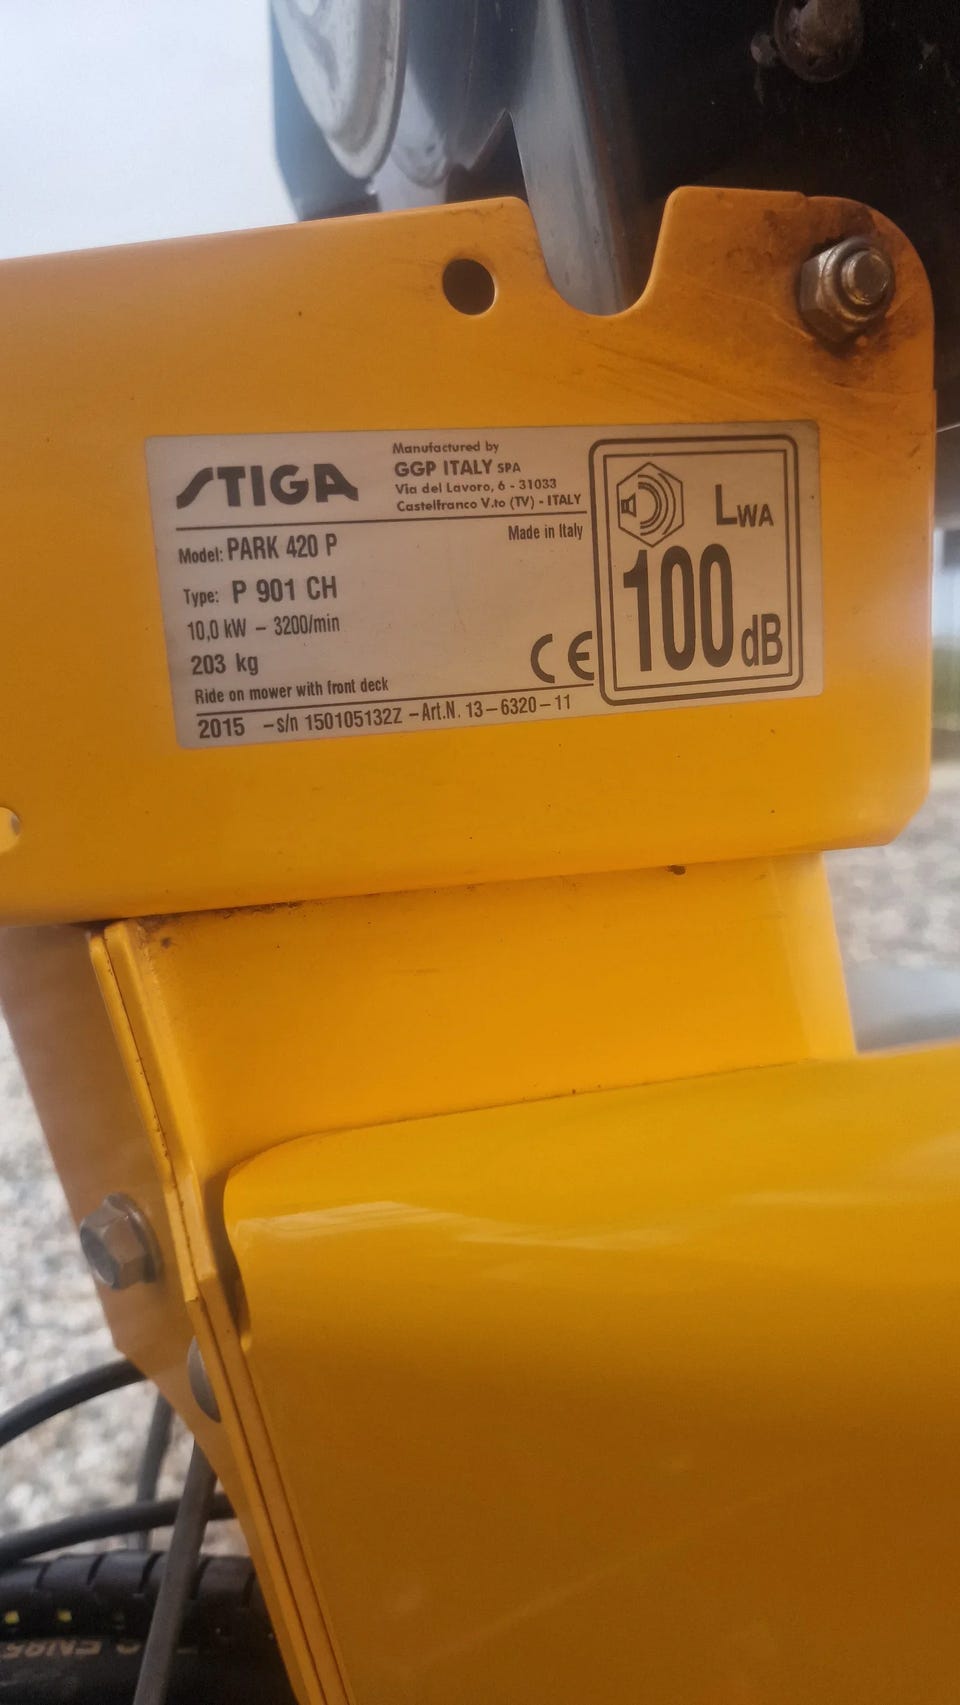 STIGA
Manufactured by
GGP ITALY SPA
Via del Lavoro, 6 - 31033
Castelfranco V.to (TV) - ITALY
Made in Italy
Model: PARK 420 P
Type: P 901 CH
10,0 kW – 3200/min
203 kg
Ride on mower with front deck
2015 –s/n 150105132Z –Art.N. 13–6320–11
CE
LWA
100 dB